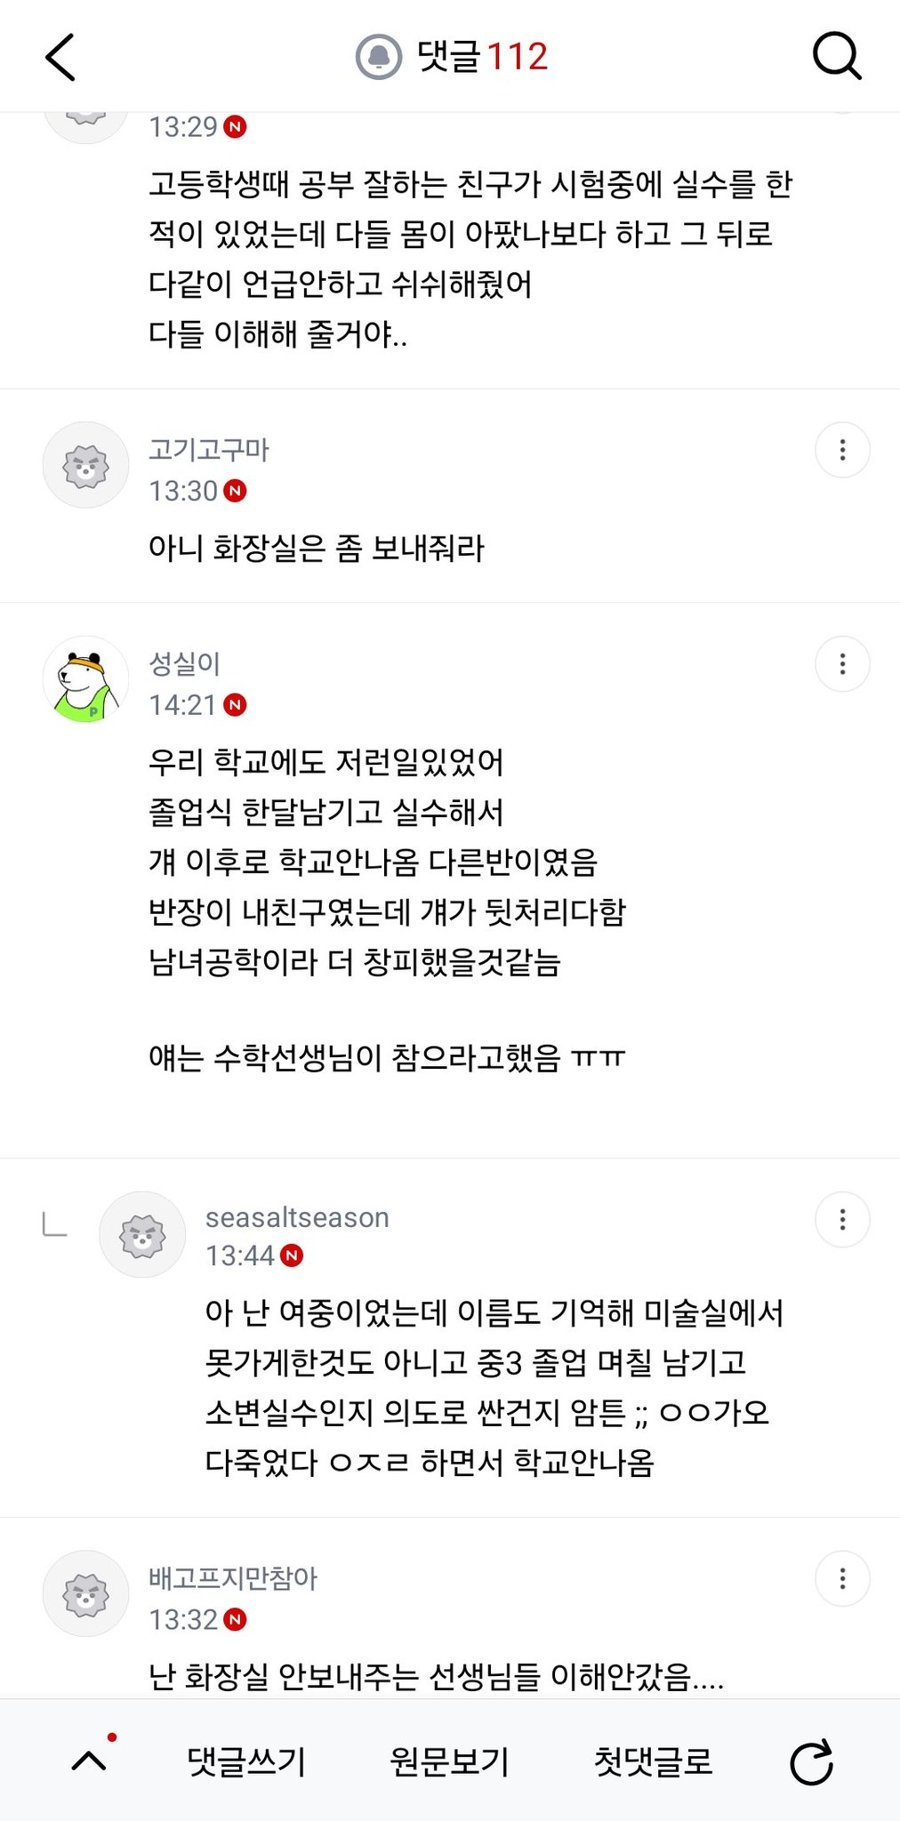 댓글 112
13:29 N
고등학생때 공부 잘하는 친구가 시험중에 실수를 한
적이 있었는데 다들 몸이 아팠나보다 하고 그 뒤로
다같이 언급안하고 쉬쉬해줬어
다들 이해해 줄거야..
고기고구마
13:30 N
아니 화장실은 좀 보내줘라
성실이
14:21 N
우리 학교에도 저런일있었어
졸업식 한달남기고 실수해서
걔 이후로 학교안나옴 다른반이였음
반장이 내친구였는데 걔가 뒷처리다함
남녀공학이라 더 창피했을것같늠
얘는 수학선생님이 참으라고했음 ㅠㅠ
P
seasaltseason
13:44 N
아 난 여중이었는데 이름도 기억해 미술실에서
못가게한것도 아니고 중3 졸업 며칠 남기고
소변실수인지 의도로 싼건지 암튼 ;; ㅇㅇ가오
다죽었다 ㅇㅈㄹ 하면서 학교안나옴
배고프지만참아
13:32 N
난 화장실 안보내주는 선생님들 이해안갔음....
댓글쓰기 원문보기 첫댓글로